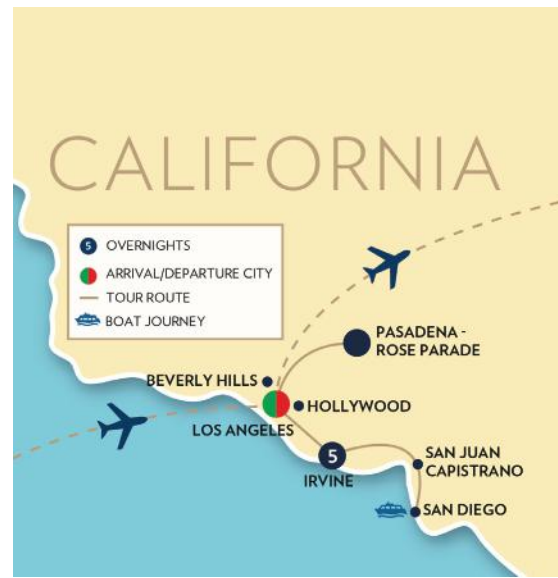 CALIFORNIA
5 OVERNIGHTS
ARRIVAL/DEPARTURE CITY
TOUR ROUTE
BOAT JOURNEY
PASADENA -
ROSE PARADE
BEVERLY HILLS
HOLLYWOOD
LOS ANGELES
5
IRVINE
SAN JUAN
CAPISTRANO
SAN DIEGO